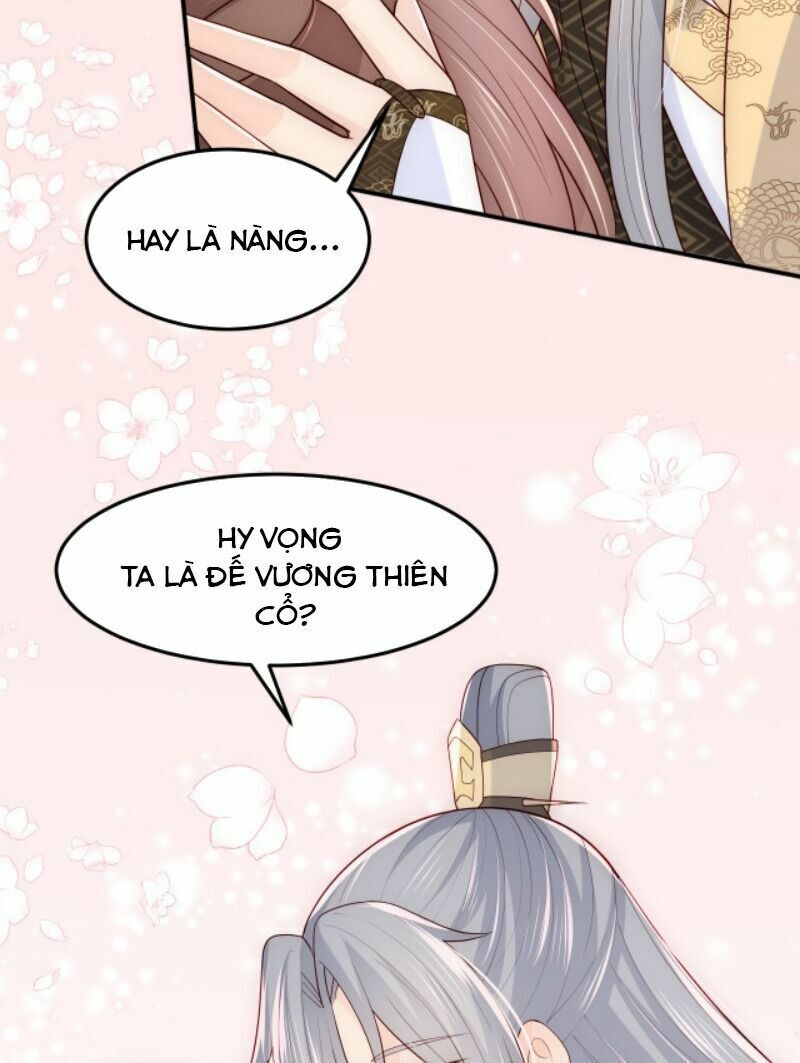 HAY LÀ NÀNG...
HY VỌNG
TA LÀ ĐẾ VƯƠNG THIÊN
CỔ?